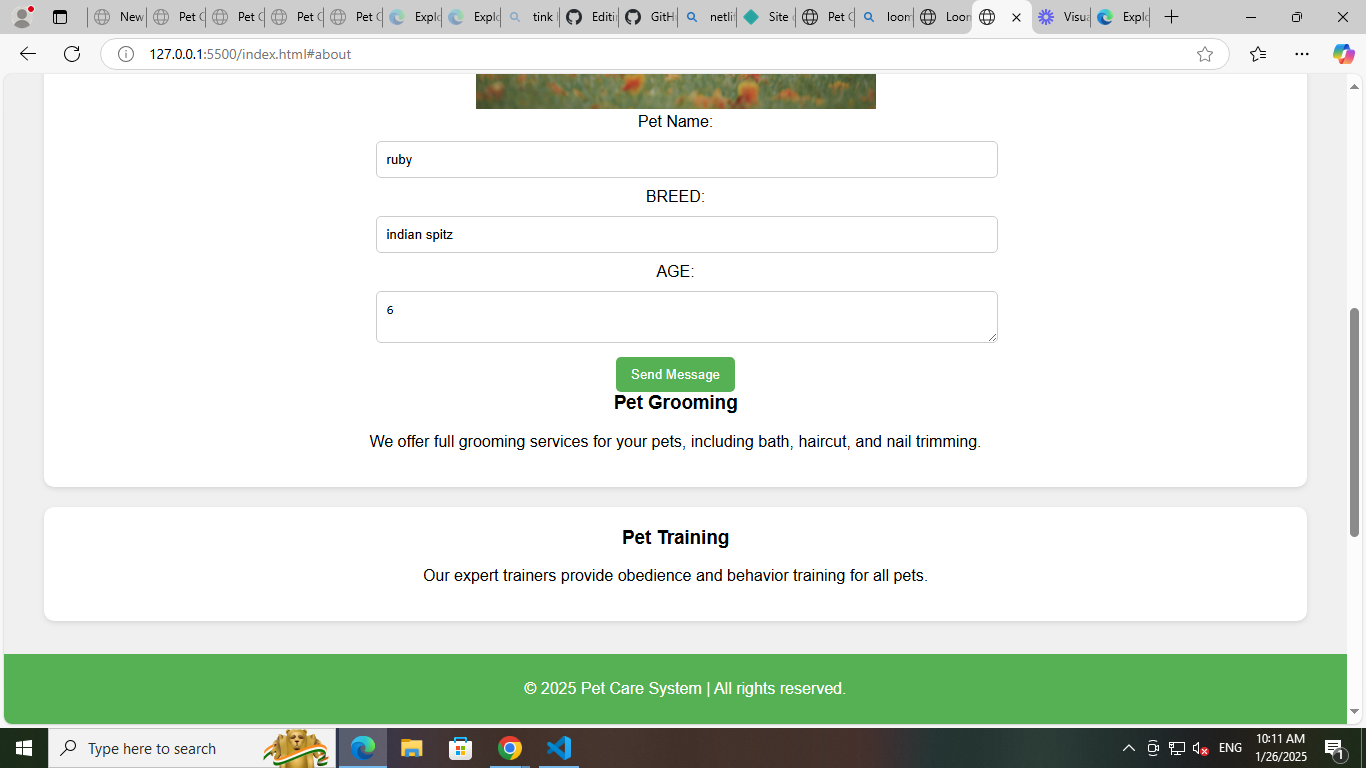 New
Pet C
Pet C
Pet C
Pet C
Explo
Explo
tink
Editi
GitH
netlif
Site
Pet C
loom
Loor
Visua
Explo
127.0.0.1:5500/index.html#about
Pet Name:
ruby
BREED:
indian spitz
AGE:
6
Send Message
Pet Grooming
We offer full grooming services for your pets, including bath, haircut, and nail trimming.
Pet Training
Our expert trainers provide obedience and behavior training for all pets.
© 2025 Pet Care System | All rights reserved.
Type here to search
ENG
10:11 AM
1/26/2025
1